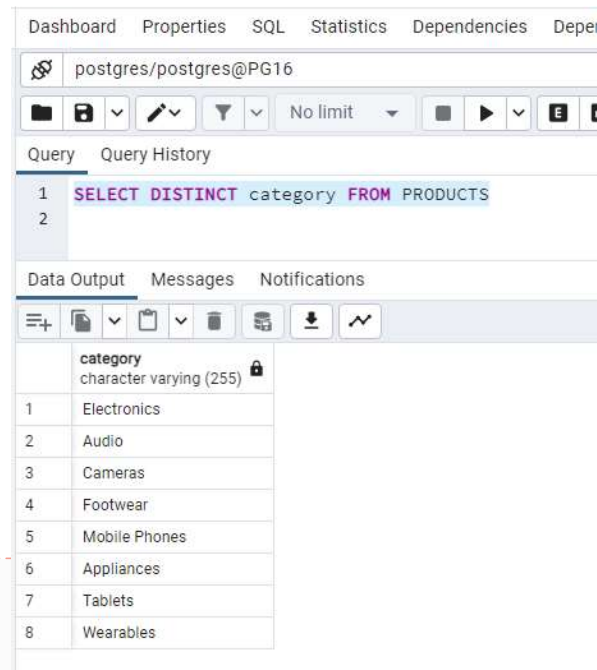 Dashboard Properties SQL Statistics Dependencies
postgres/postgres@PG16
No limit E
Query Query History
1 SELECT DISTINCT category FROM PRODUCTS
2
Data Output Messages Notifications
category
character varying (255)
1 Electronics
2 Audio
3 Cameras
4 Footwear
5 Mobile Phones
6 Appliances
7 Tablets
8 Wearables